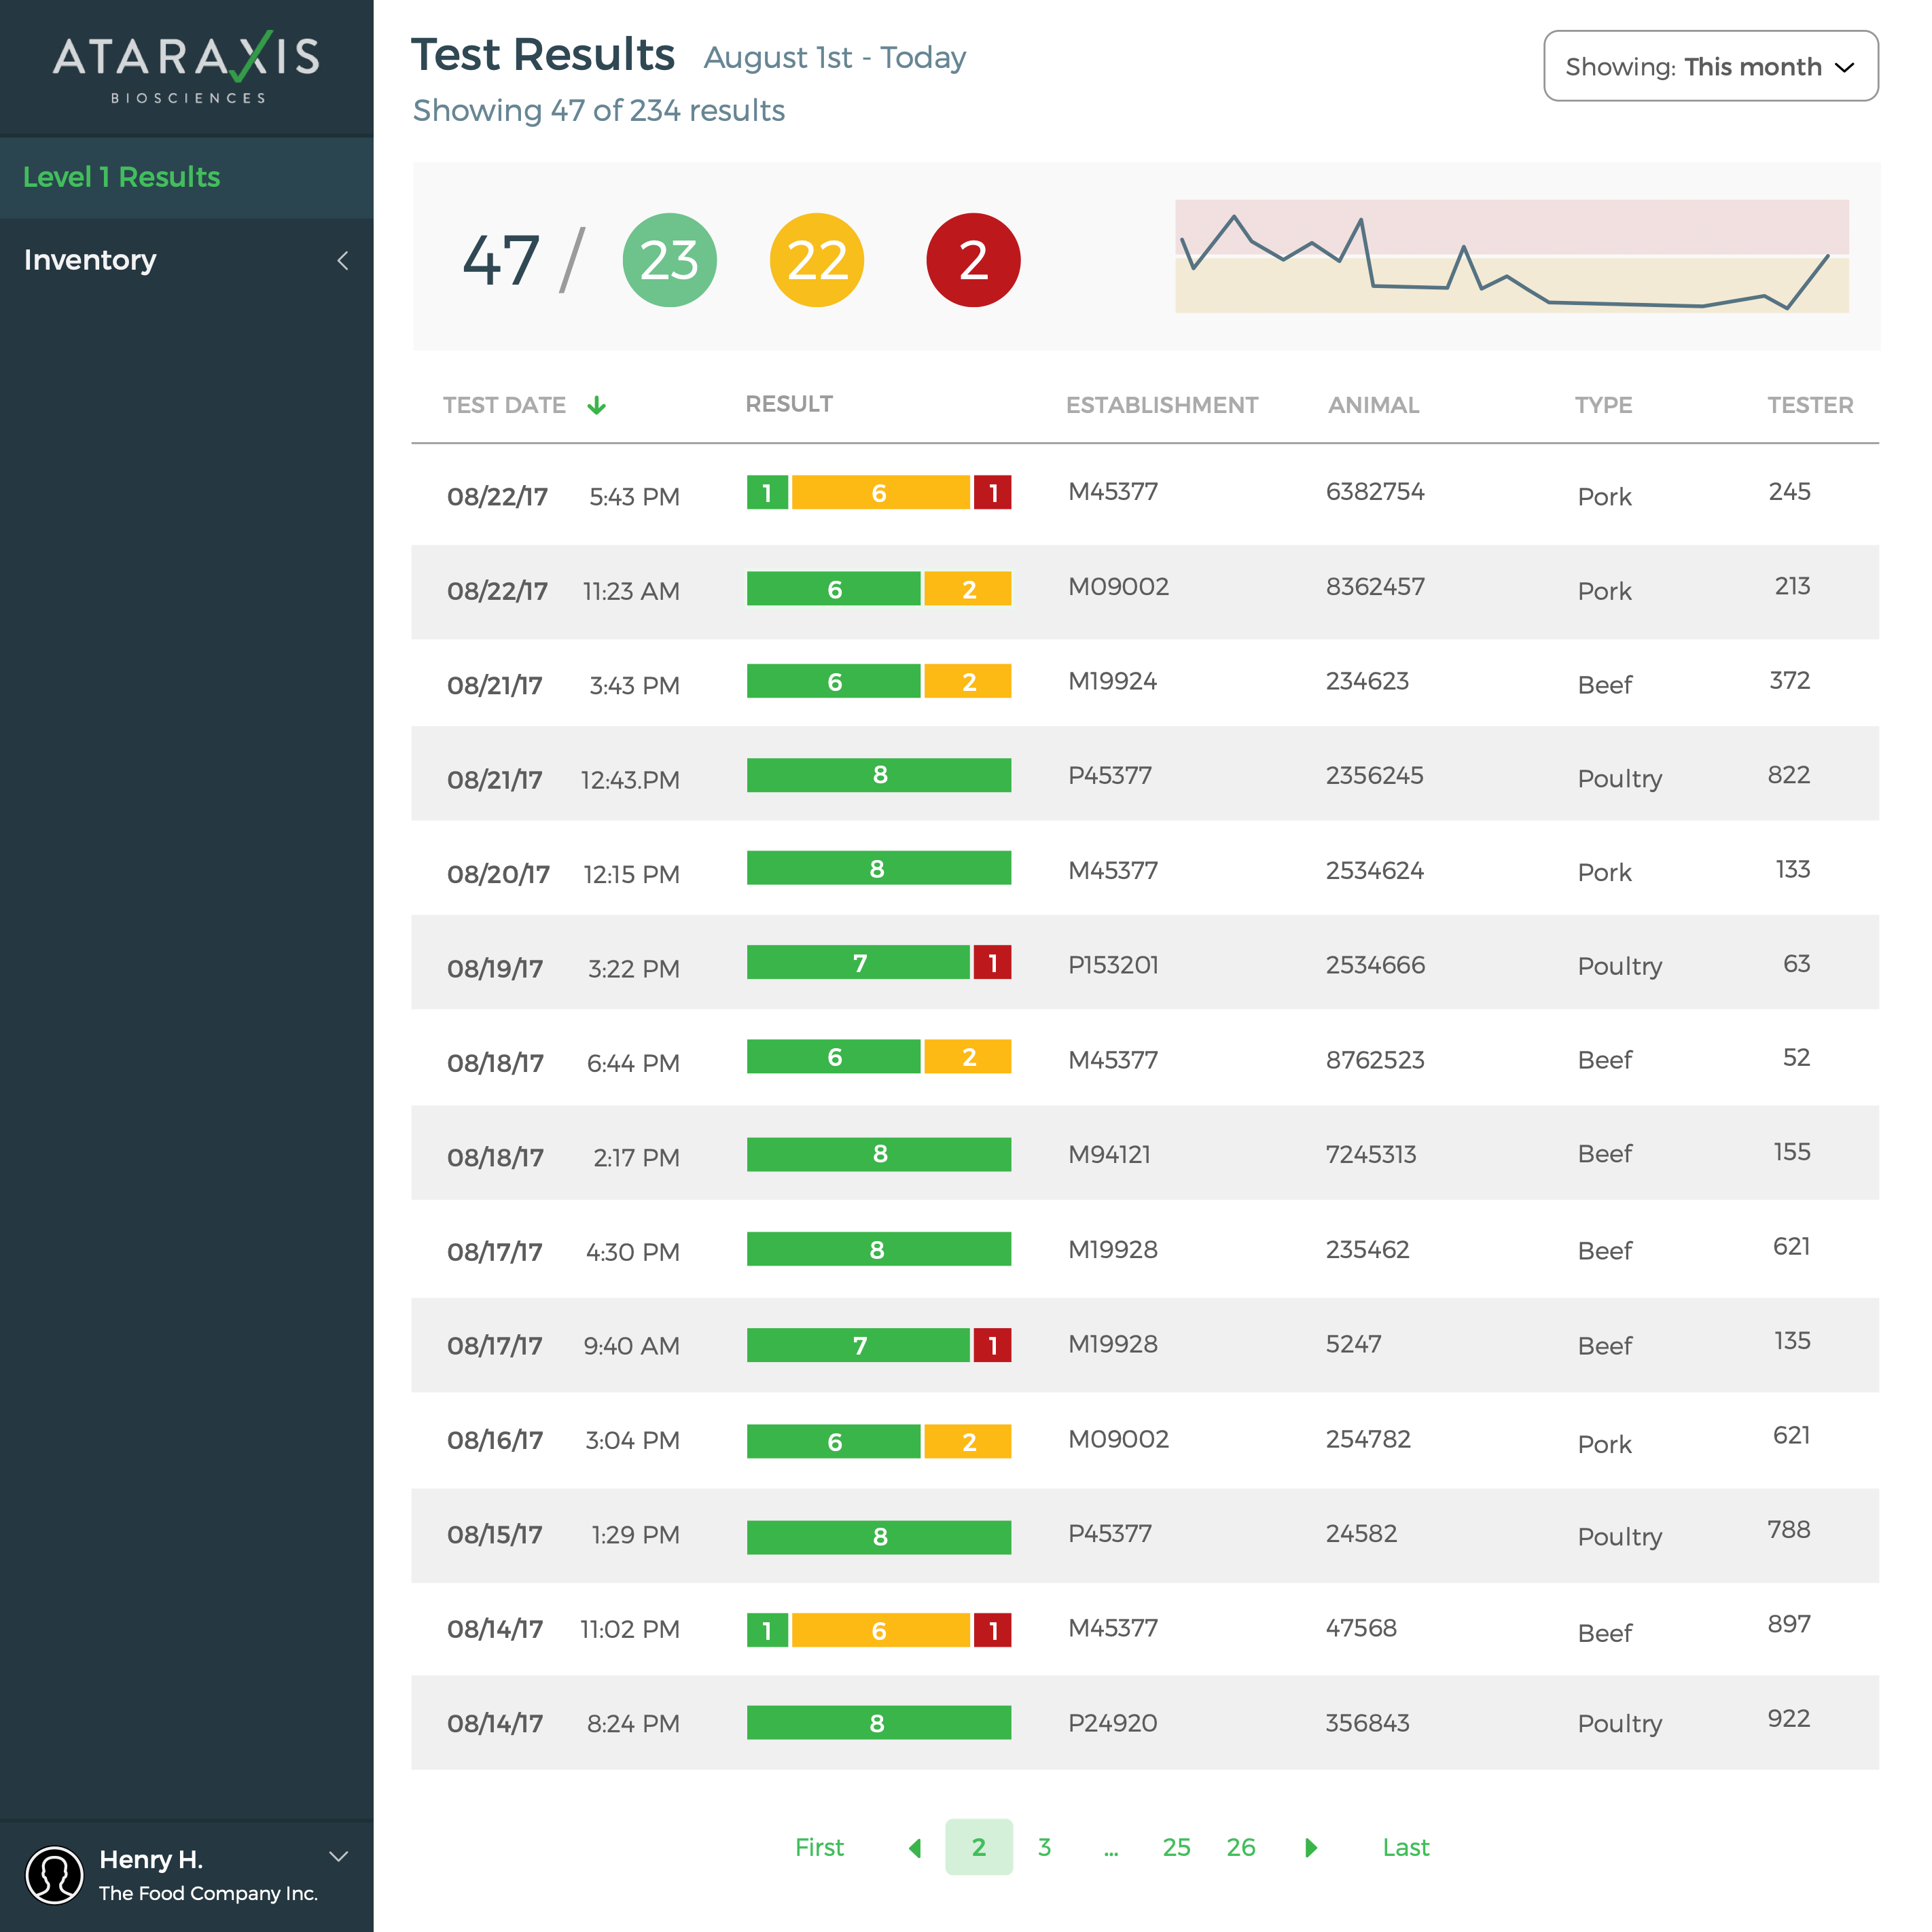 ATARAXIS
BIOSCIENCES
Level 1 Results
Inventory
Test Results August 1st - Today
Showing 47 of 234 results
Showing: This month
47 / 23 22 2
TEST DATE RESULT ESTABLISHMENT ANIMAL TYPE TESTER
08/22/17 5:43 PM 1 6 1 M45377 6382754 Pork 245
08/22/17 11:23 AM 6 2 M09002 8362457 Pork 213
08/21/17 3:43 PM 6 2 M19924 234623 Beef 372
08/21/17 12:43.PM 8 P45377 2356245 Poultry 822
08/20/17 12:15 PM 8 M45377 2534624 Pork 133
08/19/17 3:22 PM 7 1 P153201 2534666 Poultry 63
08/18/17 6:44 PM 6 2 M45377 8762523 Beef 52
08/18/17 2:17 PM 8 M94121 7245313 Beef 155
08/17/17 4:30 PM 8 M19928 235462 Beef 621
08/17/17 9:40 AM 7 1 M19928 5247 Beef 135
08/16/17 3:04 PM 6 2 M09002 254782 Pork 621
08/15/17 1:29 PM 8 P45377 24582 Poultry 788
08/14/17 11:02 PM 1 6 1 M45377 47568 Beef 897
08/14/17 8:24 PM 8 P24920 356843 Poultry 922
First 2 3 ... 25 26 Last
Henry H.
The Food Company Inc.